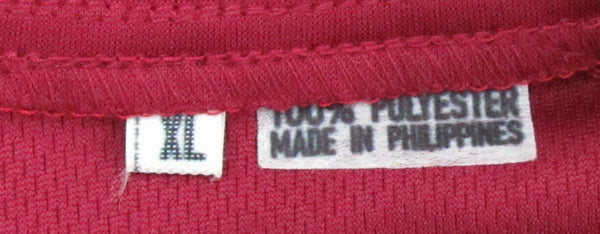 XL
100% POLYESTER
MADE IN PHILIPPINES